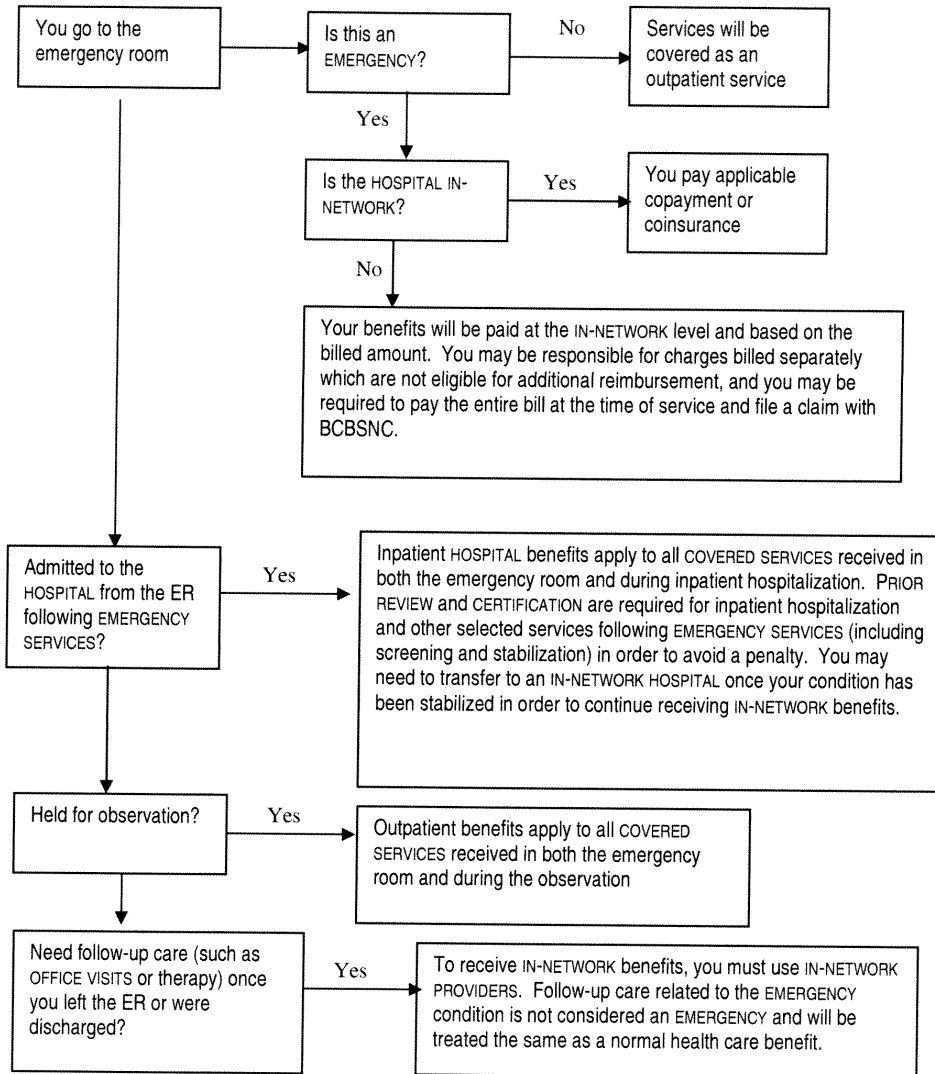 You go to the
emergency room
Is this an
EMERGENCY?
No
Services will be
covered as an
outpatient service
Yes
Is the HOSPITAL IN-
NETWORK?
Yes
You pay applicable
copayment or
coinsurance
No
Your benefits will be paid at the IN-NETWORK level and based on the
billed amount. You may be responsible for charges billed separately
which are not eligible for additional reimbursement, and you may be
required to pay the entire bill at the time of service and file a claim with
BCBSNC.
Admitted to the
HOSPITAL from the ER
following EMERGENCY
SERVICES?
Yes
Inpatient HOSPITAL benefits apply to all COVERED SERVICES received in
both the emergency room and during inpatient hospitalization. PRIOR
REVIEW and CERTIFICATION are required for inpatient hospitalization
and other selected services following EMERGENCY SERVICES (including
screening and stabilization) in order to avoid a penalty. You may
need to transfer to an IN-NETWORK HOSPITAL once your condition has
been stabilized in order to continue receiving IN-NETWORK benefits.
Held for observation?
Yes
Outpatient benefits apply to all COVERED
SERVICES received in both the emergency
room and during the observation
Need follow-up care (such as
OFFICE VISITS or therapy) once
you left the ER or were
discharged?
Yes
To receive IN-NETWORK benefits, you must use IN-NETWORK
PROVIDERS. Follow-up care related to the EMERGENCY
condition is not considered an EMERGENCY and will be
treated the same as a normal health care benefit.